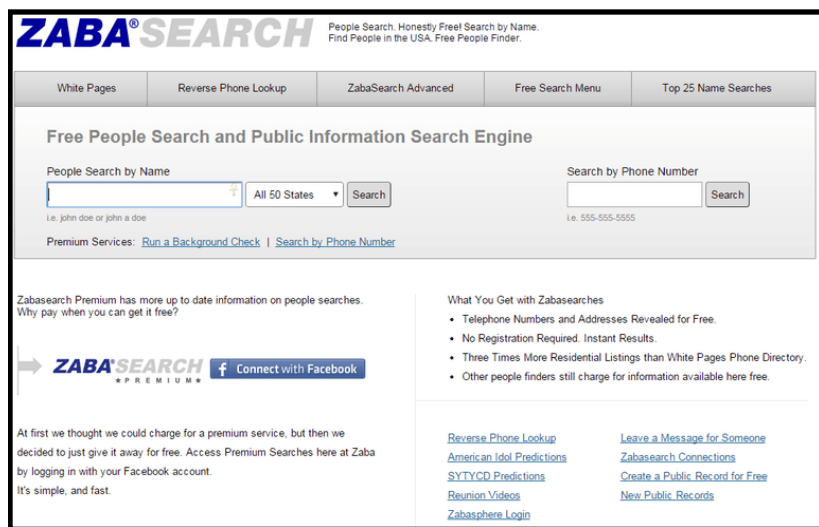 ZABA®SEARCH
People Search. Honestly Free! Search by Name.
Find People in the USA. Free People Finder.
White Pages
Reverse Phone Lookup
ZabaSearch Advanced
Free Search Menu
Top 25 Name Searches
Free People Search and Public Information Search Engine
People Search by Name
All 50 States
Search
i.e. john doe or john a doe
Search by Phone Number
Search
i.e. 555-555-5555
Premium Services: Run a Background Check | Search by Phone Number
Zabasearch Premium has more up to date information on people searches.
Why pay when you can get it free?
ZABA®SEARCH
★PREMIUM★
f Connect with Facebook
At first we thought we could charge for a premium service, but then we
decided to just give it away for free. Access Premium Searches here at Zaba
by logging in with your Facebook account.
It's simple, and fast.
What You Get with Zabasearches
• Telephone Numbers and Addresses Revealed for Free.
• No Registration Required. Instant Results.
• Three Times More Residential Listings than White Pages Phone Directory.
• Other people finders still charge for information available here free.
Reverse Phone Lookup
American Idol Predictions
SYTYCD Predictions
Reunion Videos
Zabasphere Login
Leave a Message for Someone
Zabasearch Connections
Create a Public Record for Free
New Public Records